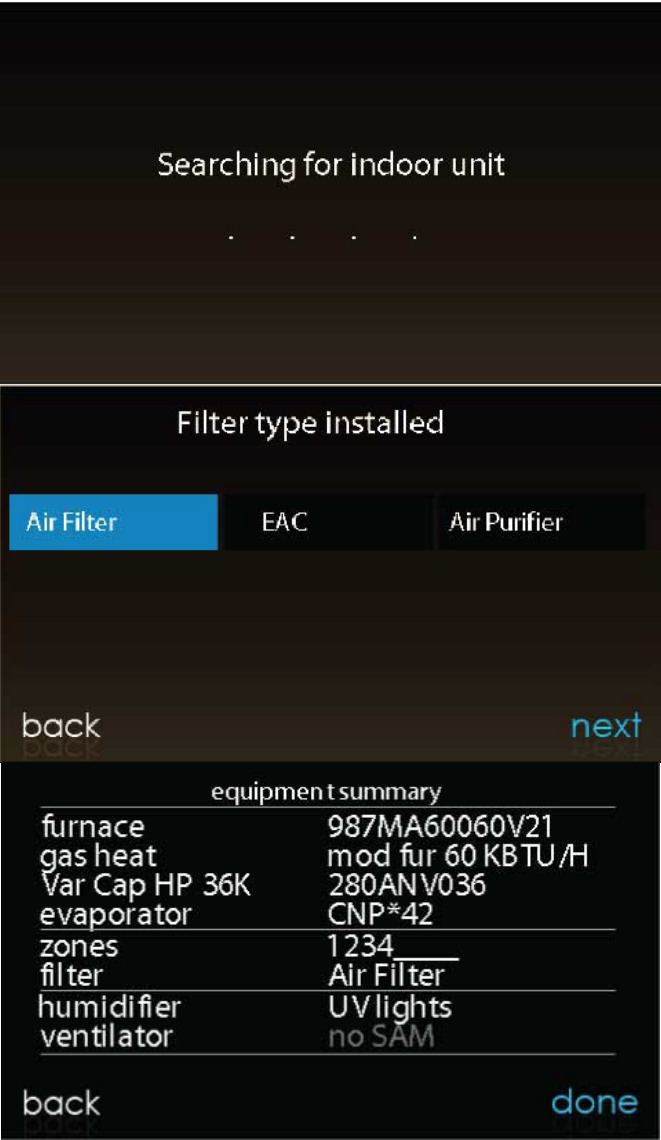 Searching for indoor unit
. . . .
Filter type installed
Air Filter EAC Air Purifier
back next
equipment summary
furnace 987MA60060V21
gas heat mod fur 60 KBTU/H
Var Cap HP 36K 280ANV036
evaporator CNP*42
zones 1234____
filter Air Filter
humidifier UV lights
ventilator no SAM
back done